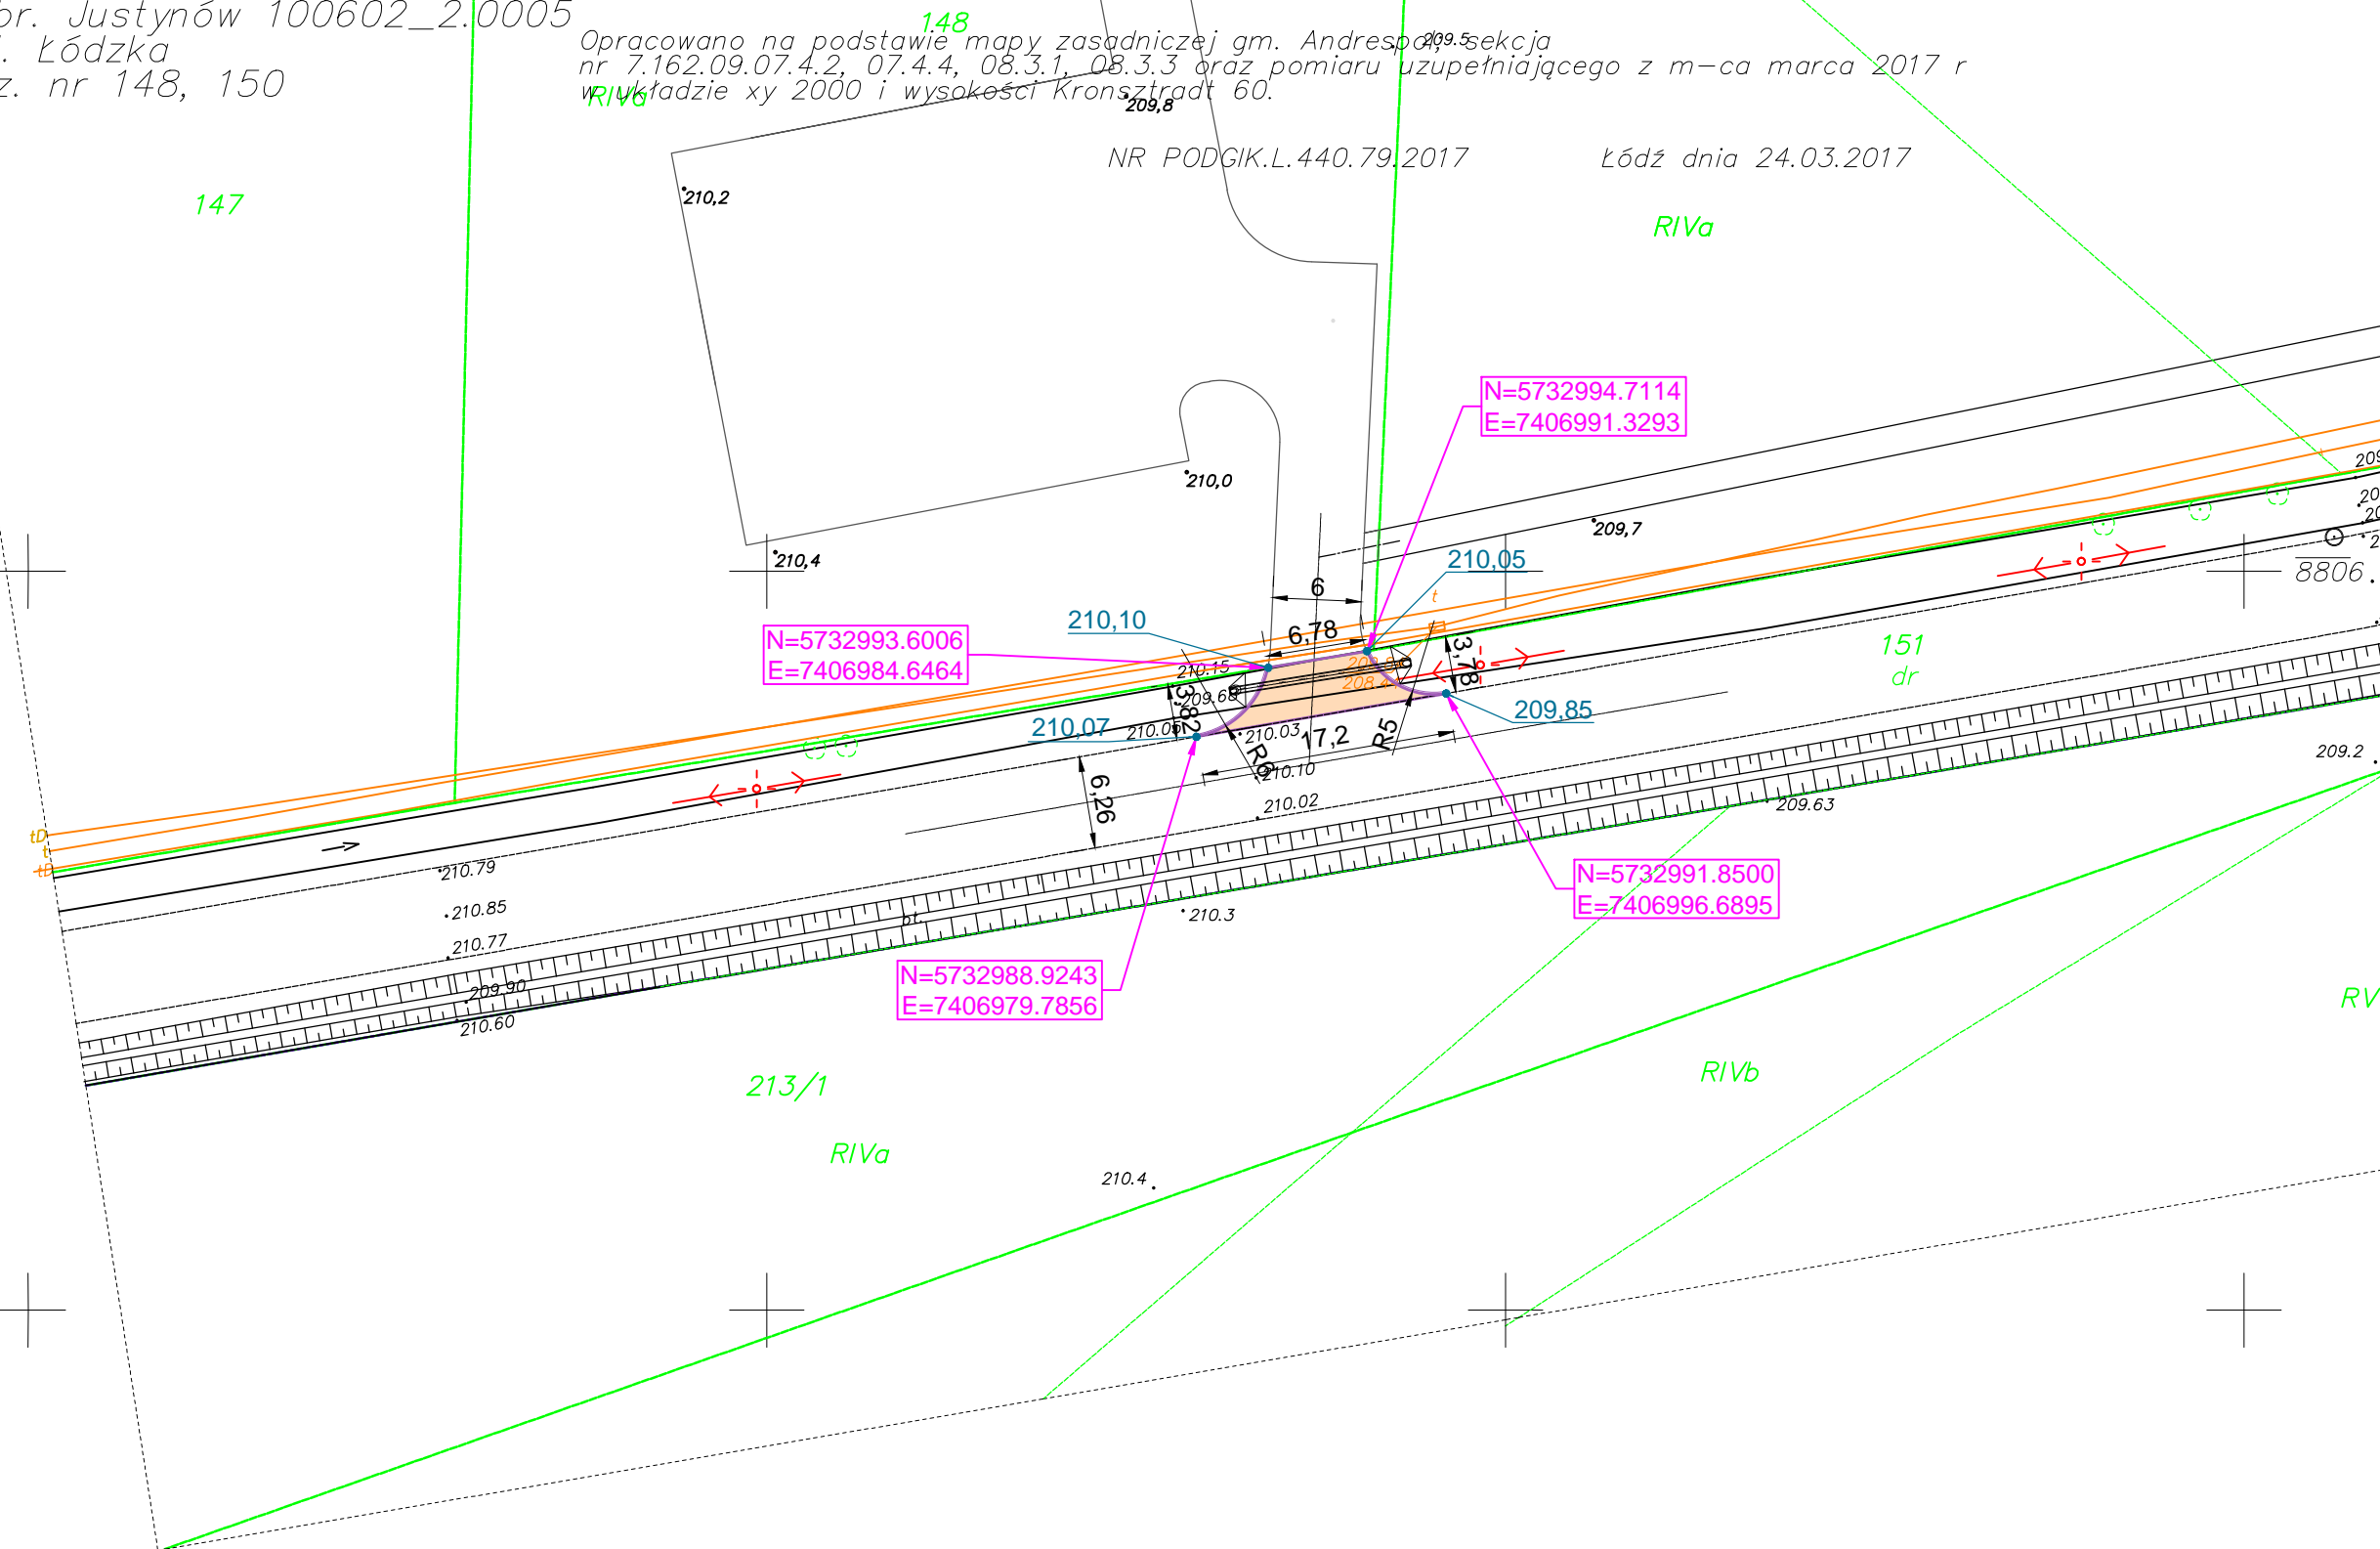 br. Justynów 100602_2.0005
. Łódzka
z. nr 148, 150
148
Opracowano na podstawie mapy zasadniczej gm. Andrespol, sekcja
nr 7.162.09.07.4.2, 07.4.4, 08.3.1, 08.3.3 oraz pomiaru uzupełniającego z m-ca marca 2017 r
w układzie xy 2000 i wysokości Kronsztradt 60.
209.5
RIVa
209,8
NR PODGIK.L.440.79.2017
Łódź dnia 24.03.2017
147
210,2
RIVa
N=5732994.7114
E=7406991.3293
210,0
209,7
210,4
210,05
8806.
6
t
210,10
6,78
N=5732993.6006
E=7406984.6464
3,78
151
dr
210.15
209.68
3,82
209,85
210,07
210.05
210.03
17,2
R5
R6
210.10
6,26
210.02
209.63
209.2
tD
t
tD
210.79
210.85
210.77
210.3
N=5732991.8500
E=7406996.6895
N=5732988.9243
E=7406979.7856
209.90
210.60
RV
213/1
RIVb
RIVa
210.4